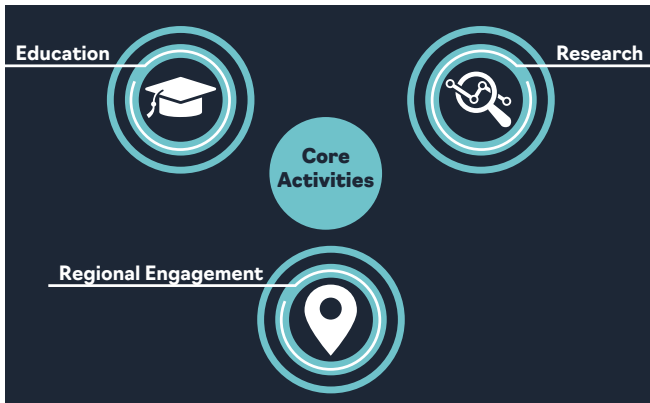 Education
Research
Core
Activities
Regional Engagement